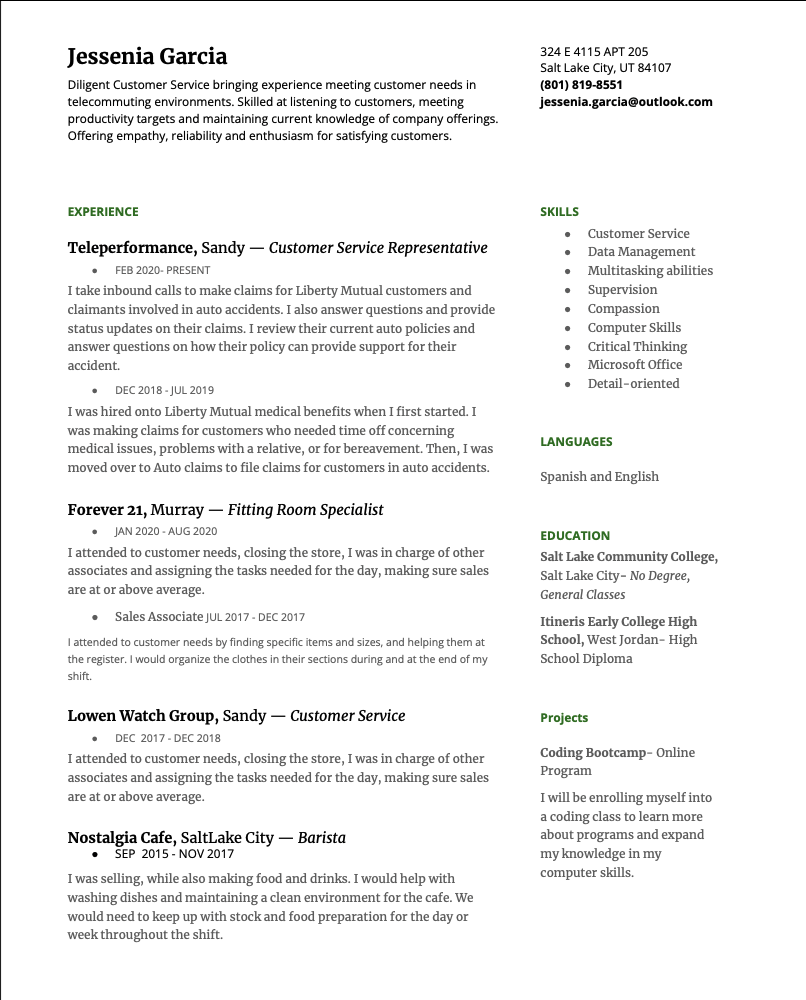 Jessenia Garcia
Diligent Customer Service bringing experience meeting customer needs in
telecommuting environments. Skilled at listening to customers, meeting
productivity targets and maintaining current knowledge of company offerings.
Offering empathy, reliability and enthusiasm for satisfying customers.
324 E 4115 APT 205
Salt Lake City, UT 84107
(801) 819-8551
jessenia.garcia@outlook.com
EXPERIENCE
Teleperformance, Sandy — Customer Service Representative
● FEB 2020- PRESENT
I take inbound calls to make claims for Liberty Mutual customers and
claimants involved in auto accidents. I also answer questions and provide
status updates on their claims. I review their current auto policies and
answer questions on how their policy can provide support for their
accident.
● DEC 2018 - JUL 2019
I was hired onto Liberty Mutual medical benefits when I first started. I
was making claims for customers who needed time off concerning
medical issues, problems with a relative, or for bereavement. Then, I was
moved over to Auto claims to file claims for customers in auto accidents.
Forever 21, Murray — Fitting Room Specialist
● JAN 2020 - AUG 2020
I attended to customer needs, closing the store, I was in charge of other
associates and assigning the tasks needed for the day, making sure sales
are at or above average.
● Sales Associate JUL 2017 - DEC 2017
I attended to customer needs by finding specific items and sizes, and helping them at
the register. I would organize the clothes in their sections during and at the end of my
shift.
Lowen Watch Group, Sandy — Customer Service
● DEC  2017 - DEC 2018
I attended to customer needs, closing the store, I was in charge of other
associates and assigning the tasks needed for the day, making sure sales
are at or above average.
Nostalgia Cafe, SaltLake City — Barista
● SEP  2015 - NOV 2017
I was selling, while also making food and drinks. I would help with
washing dishes and maintaining a clean environment for the cafe. We
would need to keep up with stock and food preparation for the day or
week throughout the shift.
SKILLS
● Customer Service
● Data Management
● Multitasking abilities
● Supervision
● Compassion
● Computer Skills
● Critical Thinking
● Microsoft Office
● Detail-oriented
LANGUAGES
Spanish and English
EDUCATION
Salt Lake Community College,
Salt Lake City- No Degree,
General Classes
Itineris Early College High
School, West Jordan- High
School Diploma
Projects
Coding Bootcamp- Online
Program
I will be enrolling myself into
a coding class to learn more
about programs and expand
my knowledge in my
computer skills.